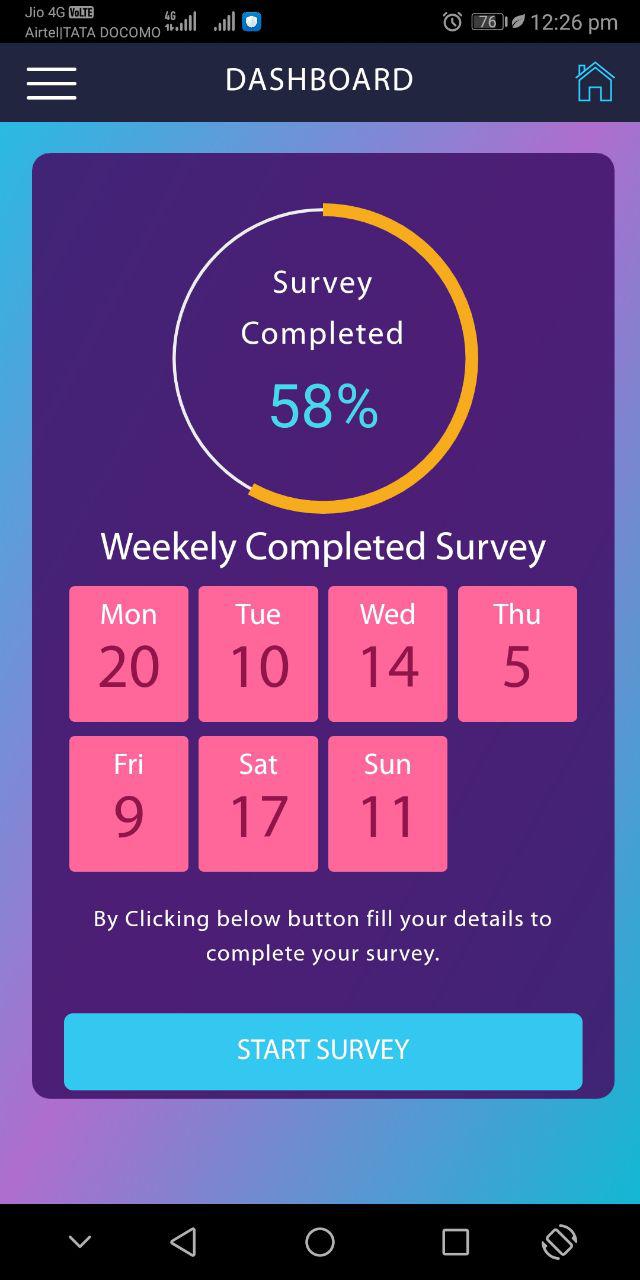 Jio 4G VoLTE
Airtel|TATA DOCOMO
4G
76
12:26 pm
DASHBOARD
Survey
Completed
58%
Weekely Completed Survey
Mon Tue Wed Thu
20 10 14 5
Fri Sat Sun
9 17 11
By Clicking below button fill your details to
complete your survey.
START SURVEY